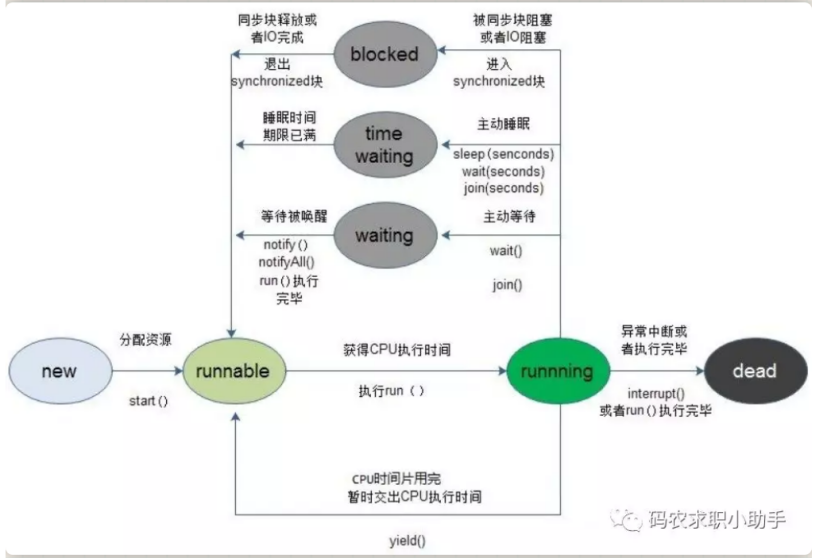 同步块释放或
者IO完成
退出
synchronized块
blocked
被同步块阻塞
或者IO阻塞
进入
synchronized块
睡眠时间
期限已满
time
waiting
主动睡眠
sleep(senconds)
wait(seconds)
join(seconds)
等待被唤醒
notify()
notifyAll()
run()执行
完毕
waiting
主动等待
wait()
join()
new
分配资源
start()
runnable
获得CPU执行时间
执行run（）
runnning
异常中断或
者执行完毕
interrupt()
或者run()执行完毕
dead
CPU时间片用完
暂时交出CPU执行时间
yield()
码农求职小助手